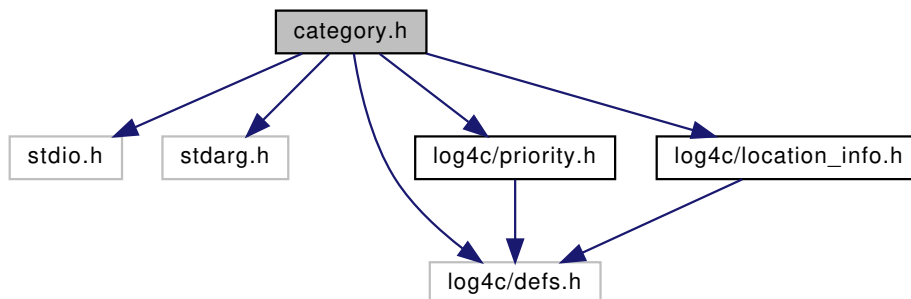 category.h
stdio.h
stdarg.h
log4c/priority.h
log4c/location_info.h
log4c/defs.h